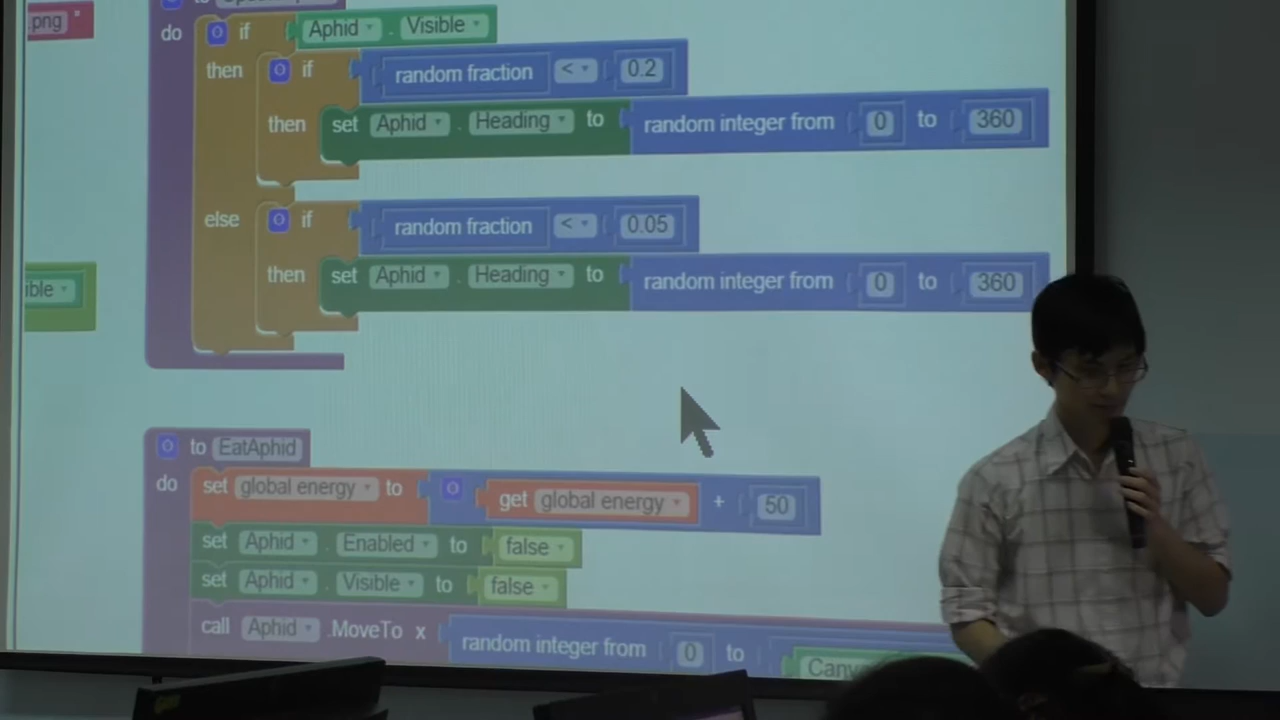 .png "
to
do if Aphid . Visible
then if random fraction < 0.2
then set Aphid . Heading to random integer from 0 to 360
else if random fraction < 0.05
then set Aphid . Heading to random integer from 0 to 360
ible
to EatAphid
do set global energy to get global energy + 50
set Aphid . Enabled to false
set Aphid . Visible to false
call Aphid .MoveTo x random integer from 0 to